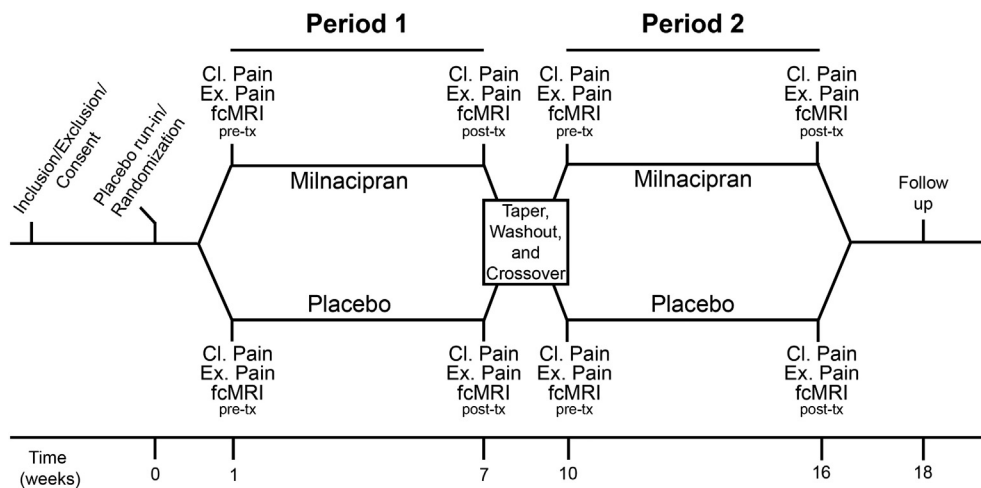 Period 1
Period 2
Cl. Pain
Ex. Pain
fcMRI
pre-tx
Cl. Pain
Ex. Pain
fcMRI
post-tx
Cl. Pain
Ex. Pain
fcMRI
pre-tx
Cl. Pain
Ex. Pain
fcMRI
post-tx
Inclusion/Exclusion/
Consent
Placebo run-in/
Randomization
Milnacipran
Milnacipran
Follow
up
Taper,
Washout,
and
Crossover
Placebo
Placebo
Cl. Pain
Ex. Pain
fcMRI
pre-tx
Cl. Pain
Ex. Pain
fcMRI
post-tx
Cl. Pain
Ex. Pain
fcMRI
pre-tx
Cl. Pain
Ex. Pain
fcMRI
post-tx
Time
(weeks)
0
1
7
10
16
18